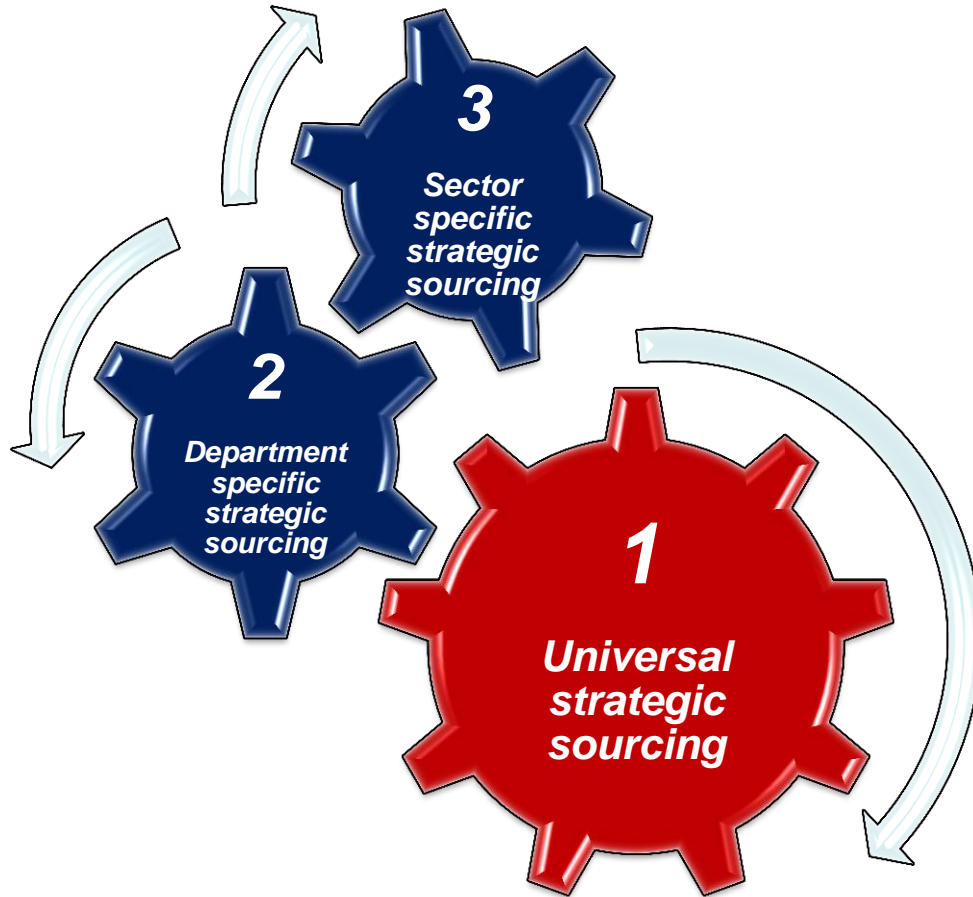 3
Sector
specific
strategic
sourcing
2
Department
specific
strategic
sourcing
1
Universal
strategic
sourcing